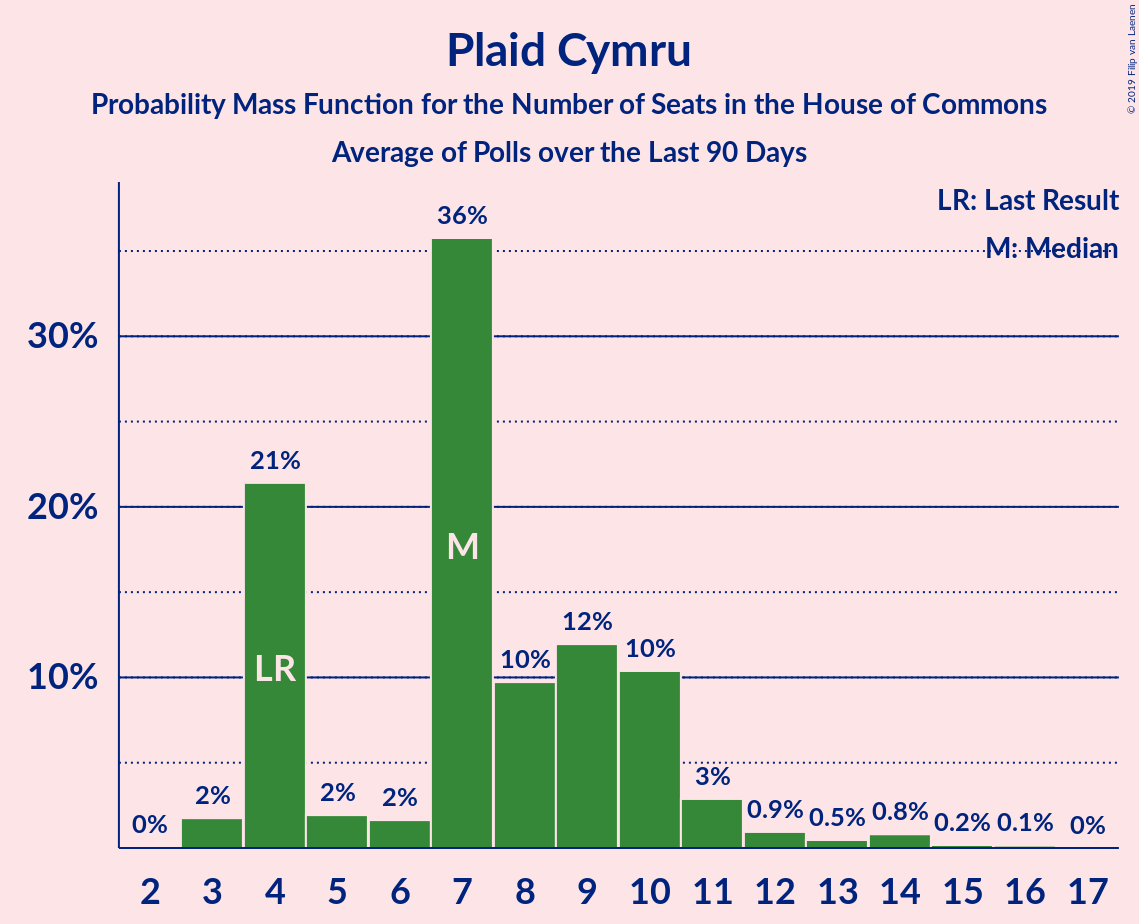 Plaid Cymru
Probability Mass Function for the Number of Seats in the House of Commons
Average of Polls over the Last 90 Days
© 2019 Filip van Laenen
LR: Last Result
M: Median
30%
20%
10%
0%
2%
21%
2%
2%
36%
10%
12%
10%
3%
0.9%
0.5%
0.8%
0.2%
0.1%
0%
LR
M
2 3 4 5 6 7 8 9 10 11 12 13 14 15 16 17